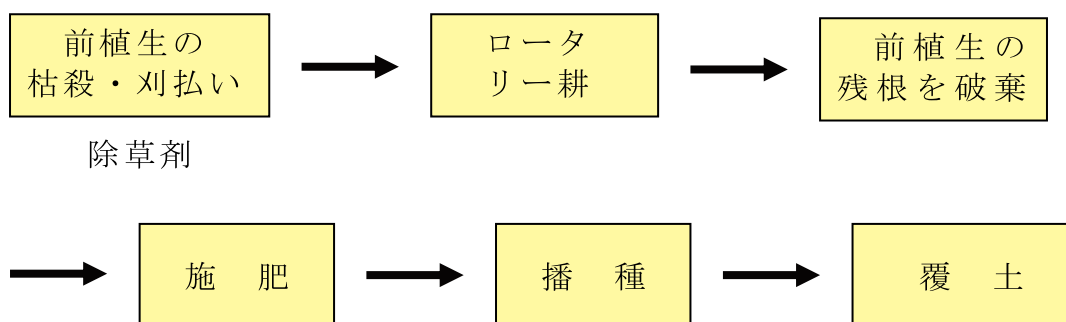 前植生の
枯殺・刈払い
ロータ
リー耕
前植生の
残根を破棄
除草剤
施 肥
播 種
覆 土